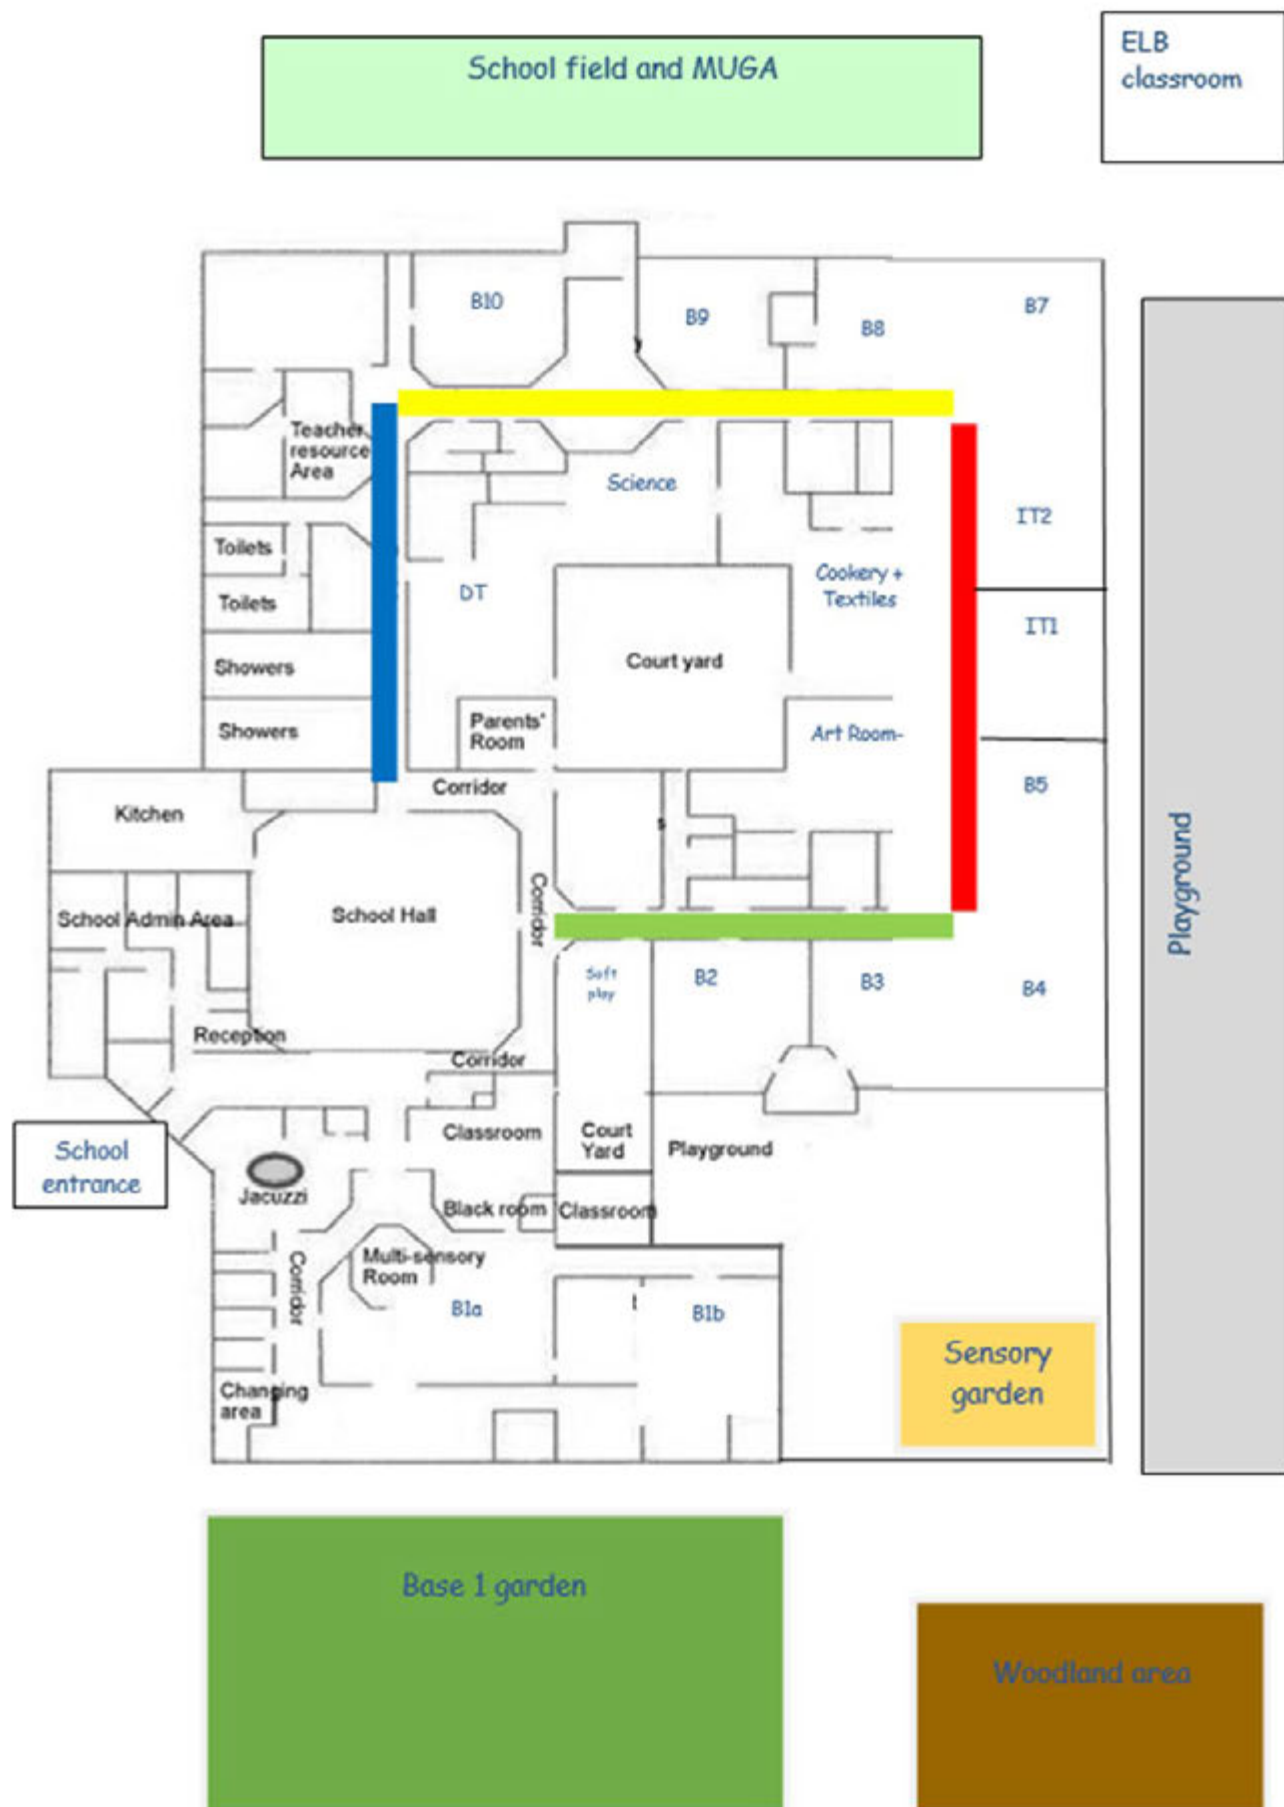 School field and MUGA
ELB
classroom
B10
B9
B8
B7
y
Teacher
resource
Area
Science
IT2
Toilets
Cookery +
Textiles
DT
Toilets
IT1
Court yard
Showers
Parents'
Room
Showers
Art Room-
Corridor
B5
Kitchen
s
Playground
School Admin Area
School Hall
Corridor
Soft
play
B2
B3
B4
Reception
Corridor
School
entrance
Classroom
Court
Yard
Playground
Jacuzzi
Black room
Classroom
Corridor
Multi-sensory
Room
B1a
B1b
Sensory
garden
Changing
area
Base 1 garden
Woodland area